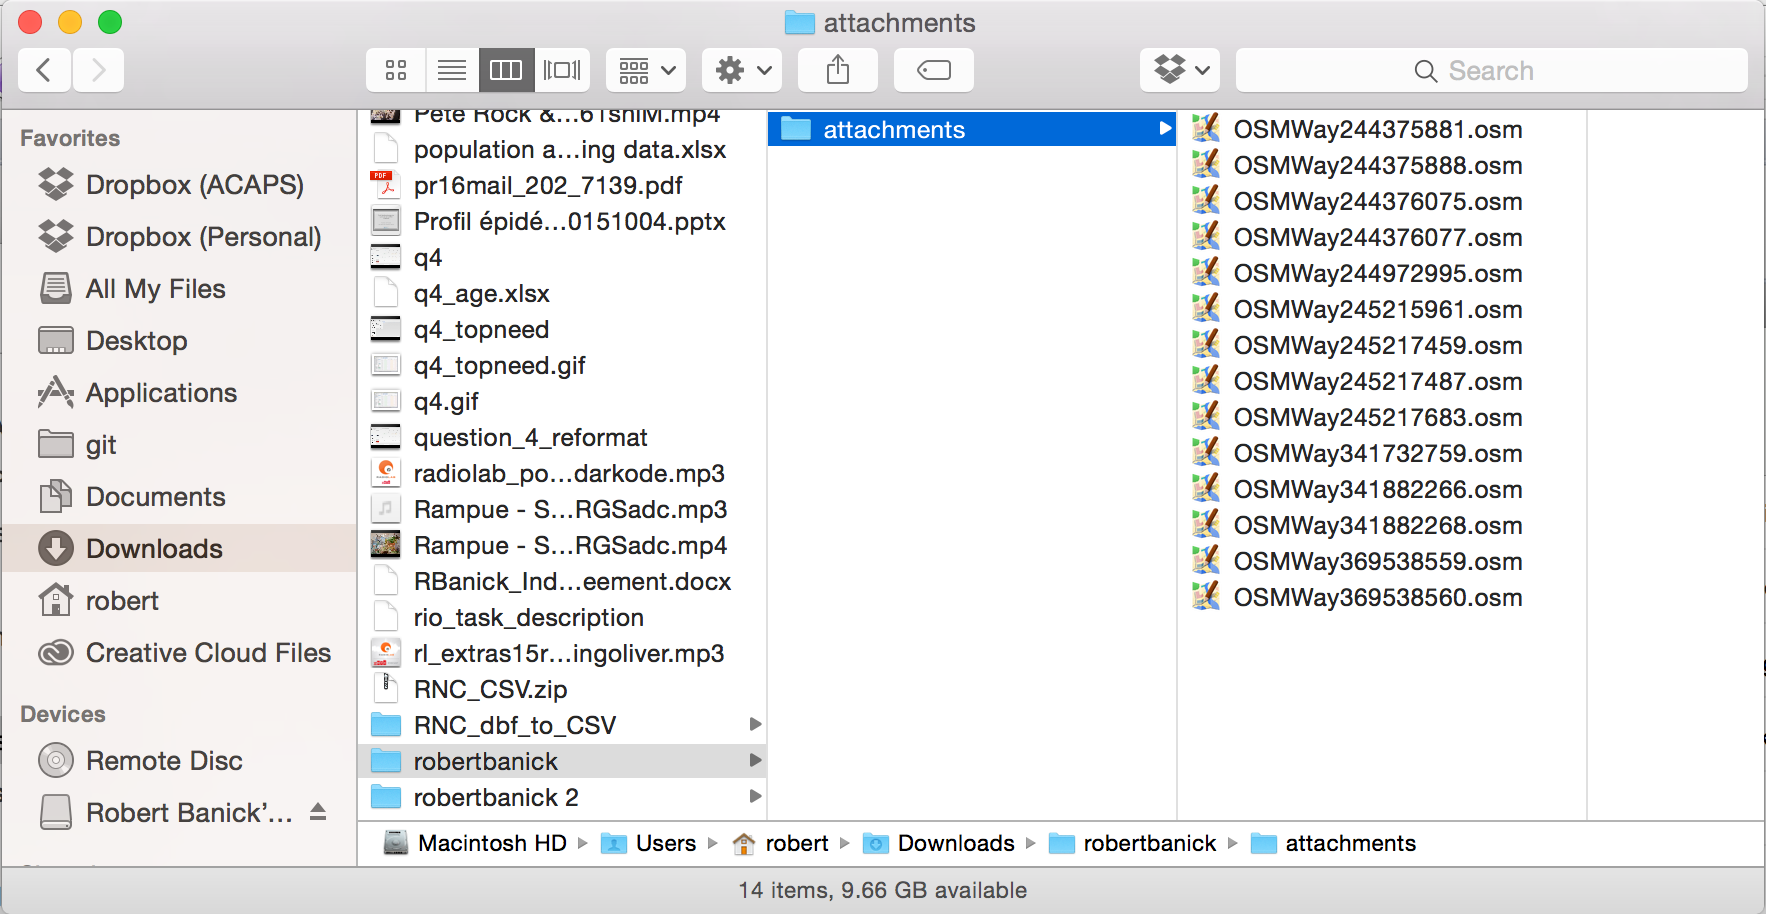 attachments
Search
Favorites
Dropbox (ACAPS)
Dropbox (Personal)
All My Files
Desktop
Applications
git
Documents
Downloads
robert
Creative Cloud Files
Devices
Remote Disc
Robert Banick’...
Pete Rock &...61shiM.mp4
population a...ing data.xlsx
PDF
pr16mail_202_7139.pdf
Profil épidé...0151004.pptx
q4
q4_age.xlsx
q4_topneed
q4_topneed.gif
q4.gif
question_4_reformat
radiolab_po...darkode.mp3
Rampue - S...RGSadc.mp3
Rampue - S...RGSadc.mp4
RBanick_Ind...eement.docx
rio_task_description
rl_extras15r...ingoliver.mp3
RNC_CSV.zip
RNC_dbf_to_CSV
robertbanick
robertbanick 2
attachments
OSMWay244375881.osm
OSMWay244375888.osm
OSMWay244376075.osm
OSMWay244376077.osm
OSMWay244972995.osm
OSMWay245215961.osm
OSMWay245217459.osm
OSMWay245217487.osm
OSMWay245217683.osm
OSMWay341732759.osm
OSMWay341882266.osm
OSMWay341882268.osm
OSMWay369538559.osm
OSMWay369538560.osm
Macintosh HD Users robert Downloads robertbanick attachments
14 items, 9.66 GB available